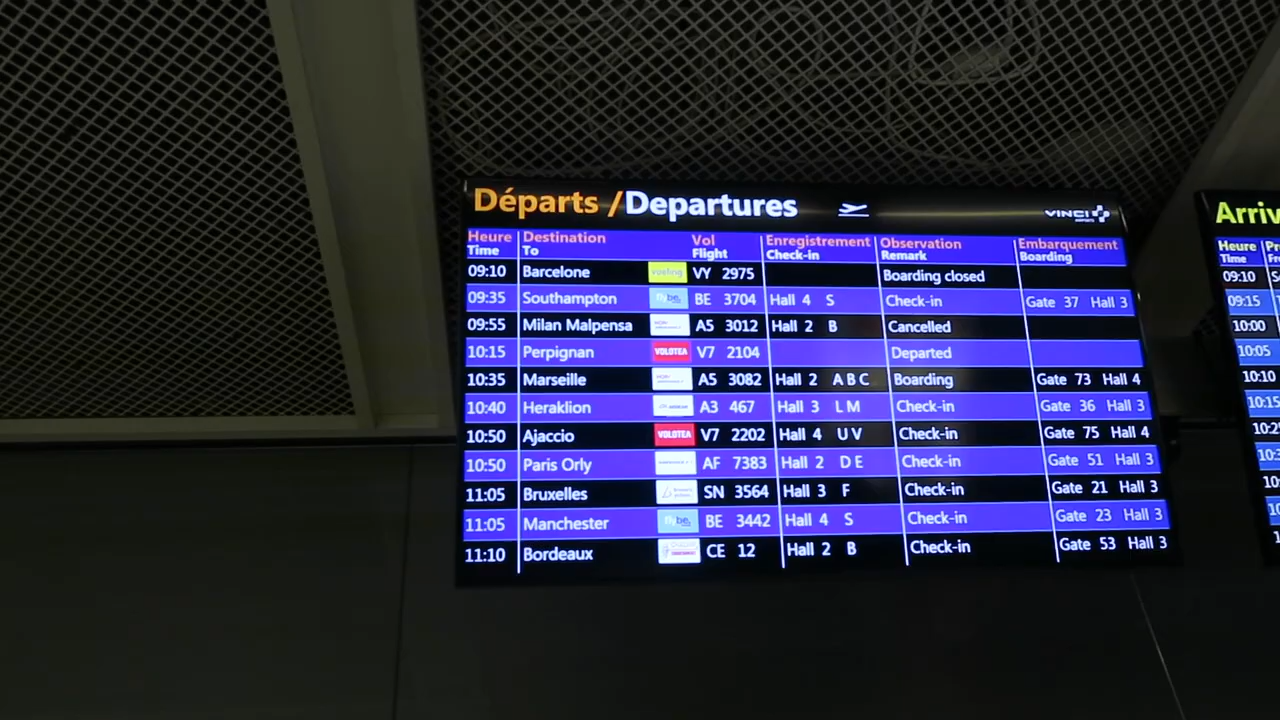 Départs / Departures VINCI AIRPORTS
Heure Destination Vol Enregistrement Observation Embarquement
Time To Flight Check-in Remark Boarding
09:10 Barcelone vueling VY 2975 Boarding closed
09:35 Southampton flybe. BE 3704 Hall 4 S Check-in Gate 37 Hall 3
09:55 Milan Malpensa A5 3012 Hall 2 B Cancelled
10:15 Perpignan VOLOTEA V7 2104 Departed
10:35 Marseille A5 3082 Hall 2 A B C Boarding Gate 73 Hall 4
10:40 Heraklion A3 467 Hall 3 L M Check-in Gate 36 Hall 3
10:50 Ajaccio VOLOTEA V7 2202 Hall 4 U V Check-in Gate 75 Hall 4
10:50 Paris Orly AF 7383 Hall 2 D E Check-in Gate 51 Hall 3
11:05 Bruxelles SN 3564 Hall 3 F Check-in Gate 21 Hall 3
11:05 Manchester flybe. BE 3442 Hall 4 S Check-in Gate 23 Hall 3
11:10 Bordeaux CE 12 Hall 2 B Check-in Gate 53 Hall 3
Arriv
Heure
Time
09:10
09:15
10:00
10:05
10:10
10:15